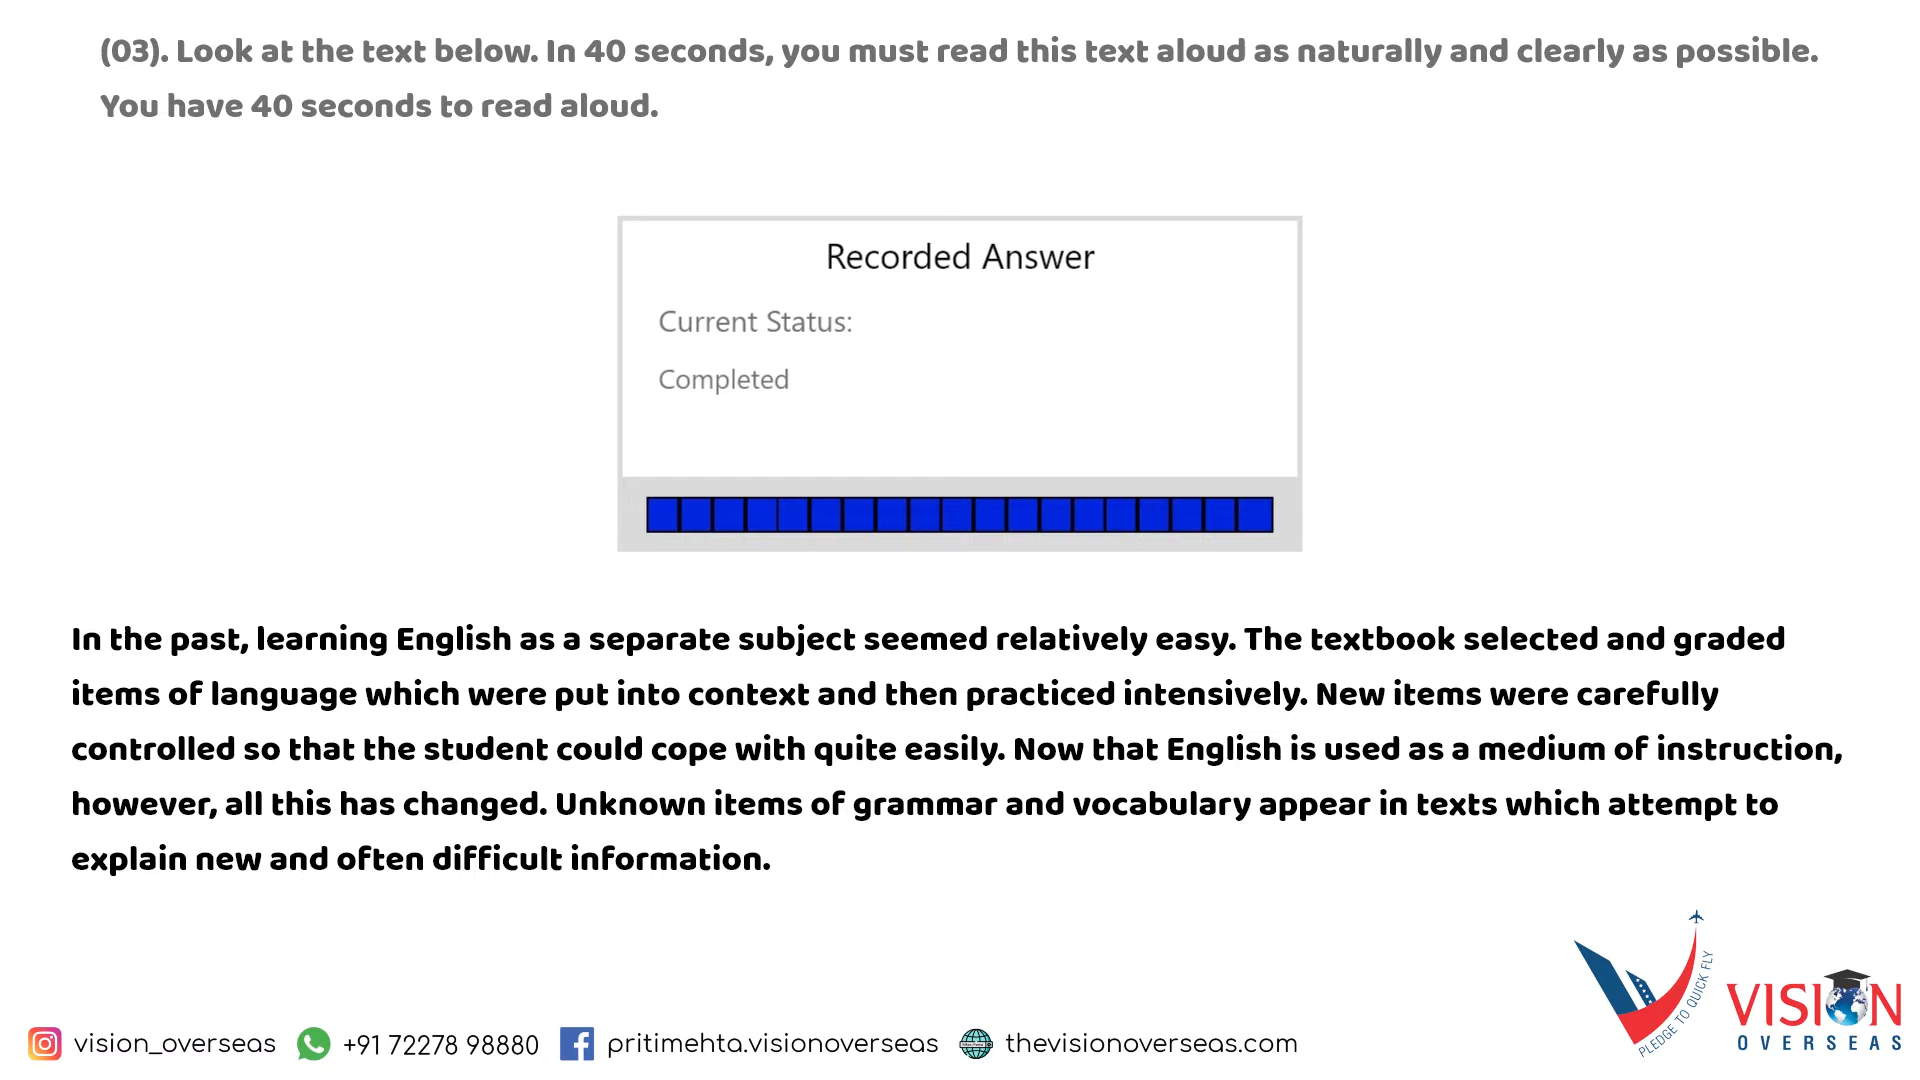 (03). Look at the text below. In 40 seconds, you must read this text aloud as naturally and clearly as possible.
You have 40 seconds to read aloud.
Recorded Answer
Current Status:
Completed
In the past, learning English as a separate subject seemed relatively easy. The textbook selected and graded
items of language which were put into context and then practiced intensively. New items were carefully
controlled so that the student could cope with quite easily. Now that English is used as a medium of instruction,
however, all this has changed. Unknown items of grammar and vocabulary appear in texts which attempt to
explain new and often difficult information.
PLEDGE TO QUICK FLY
VISION
OVERSEAS
vision_overseas +91 72278 98880 pritimehta.visionoverseas thevisionoverseas.com